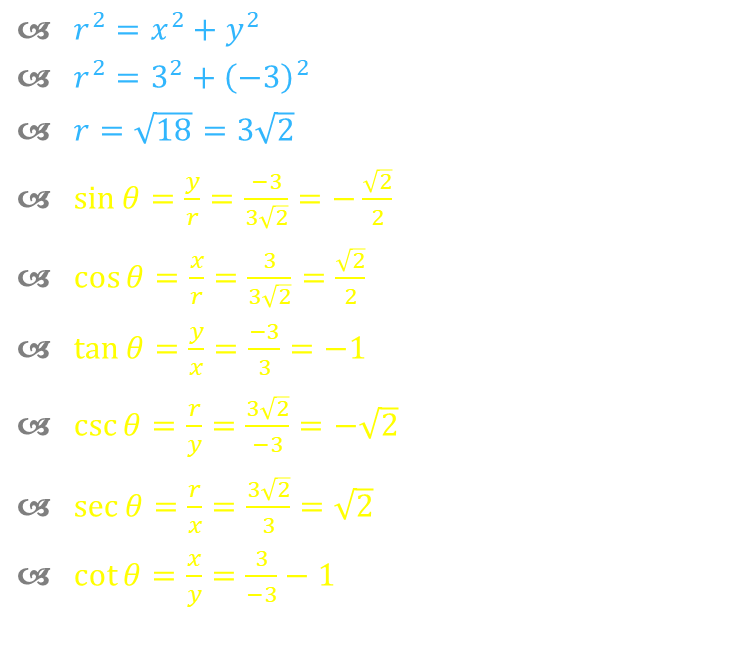 r² = x² + y²
r² = 3² + (−3)²
r = √18 = 3√2
sin θ = y/r = −3/3√2 = −√2/2
cos θ = x/r = 3/3√2 = √2/2
tan θ = y/x = −3/3 = −1
csc θ = r/y = 3√2/−3 = −√2
sec θ = r/x = 3√2/3 = √2
cot θ = x/y = 3/−3 − 1